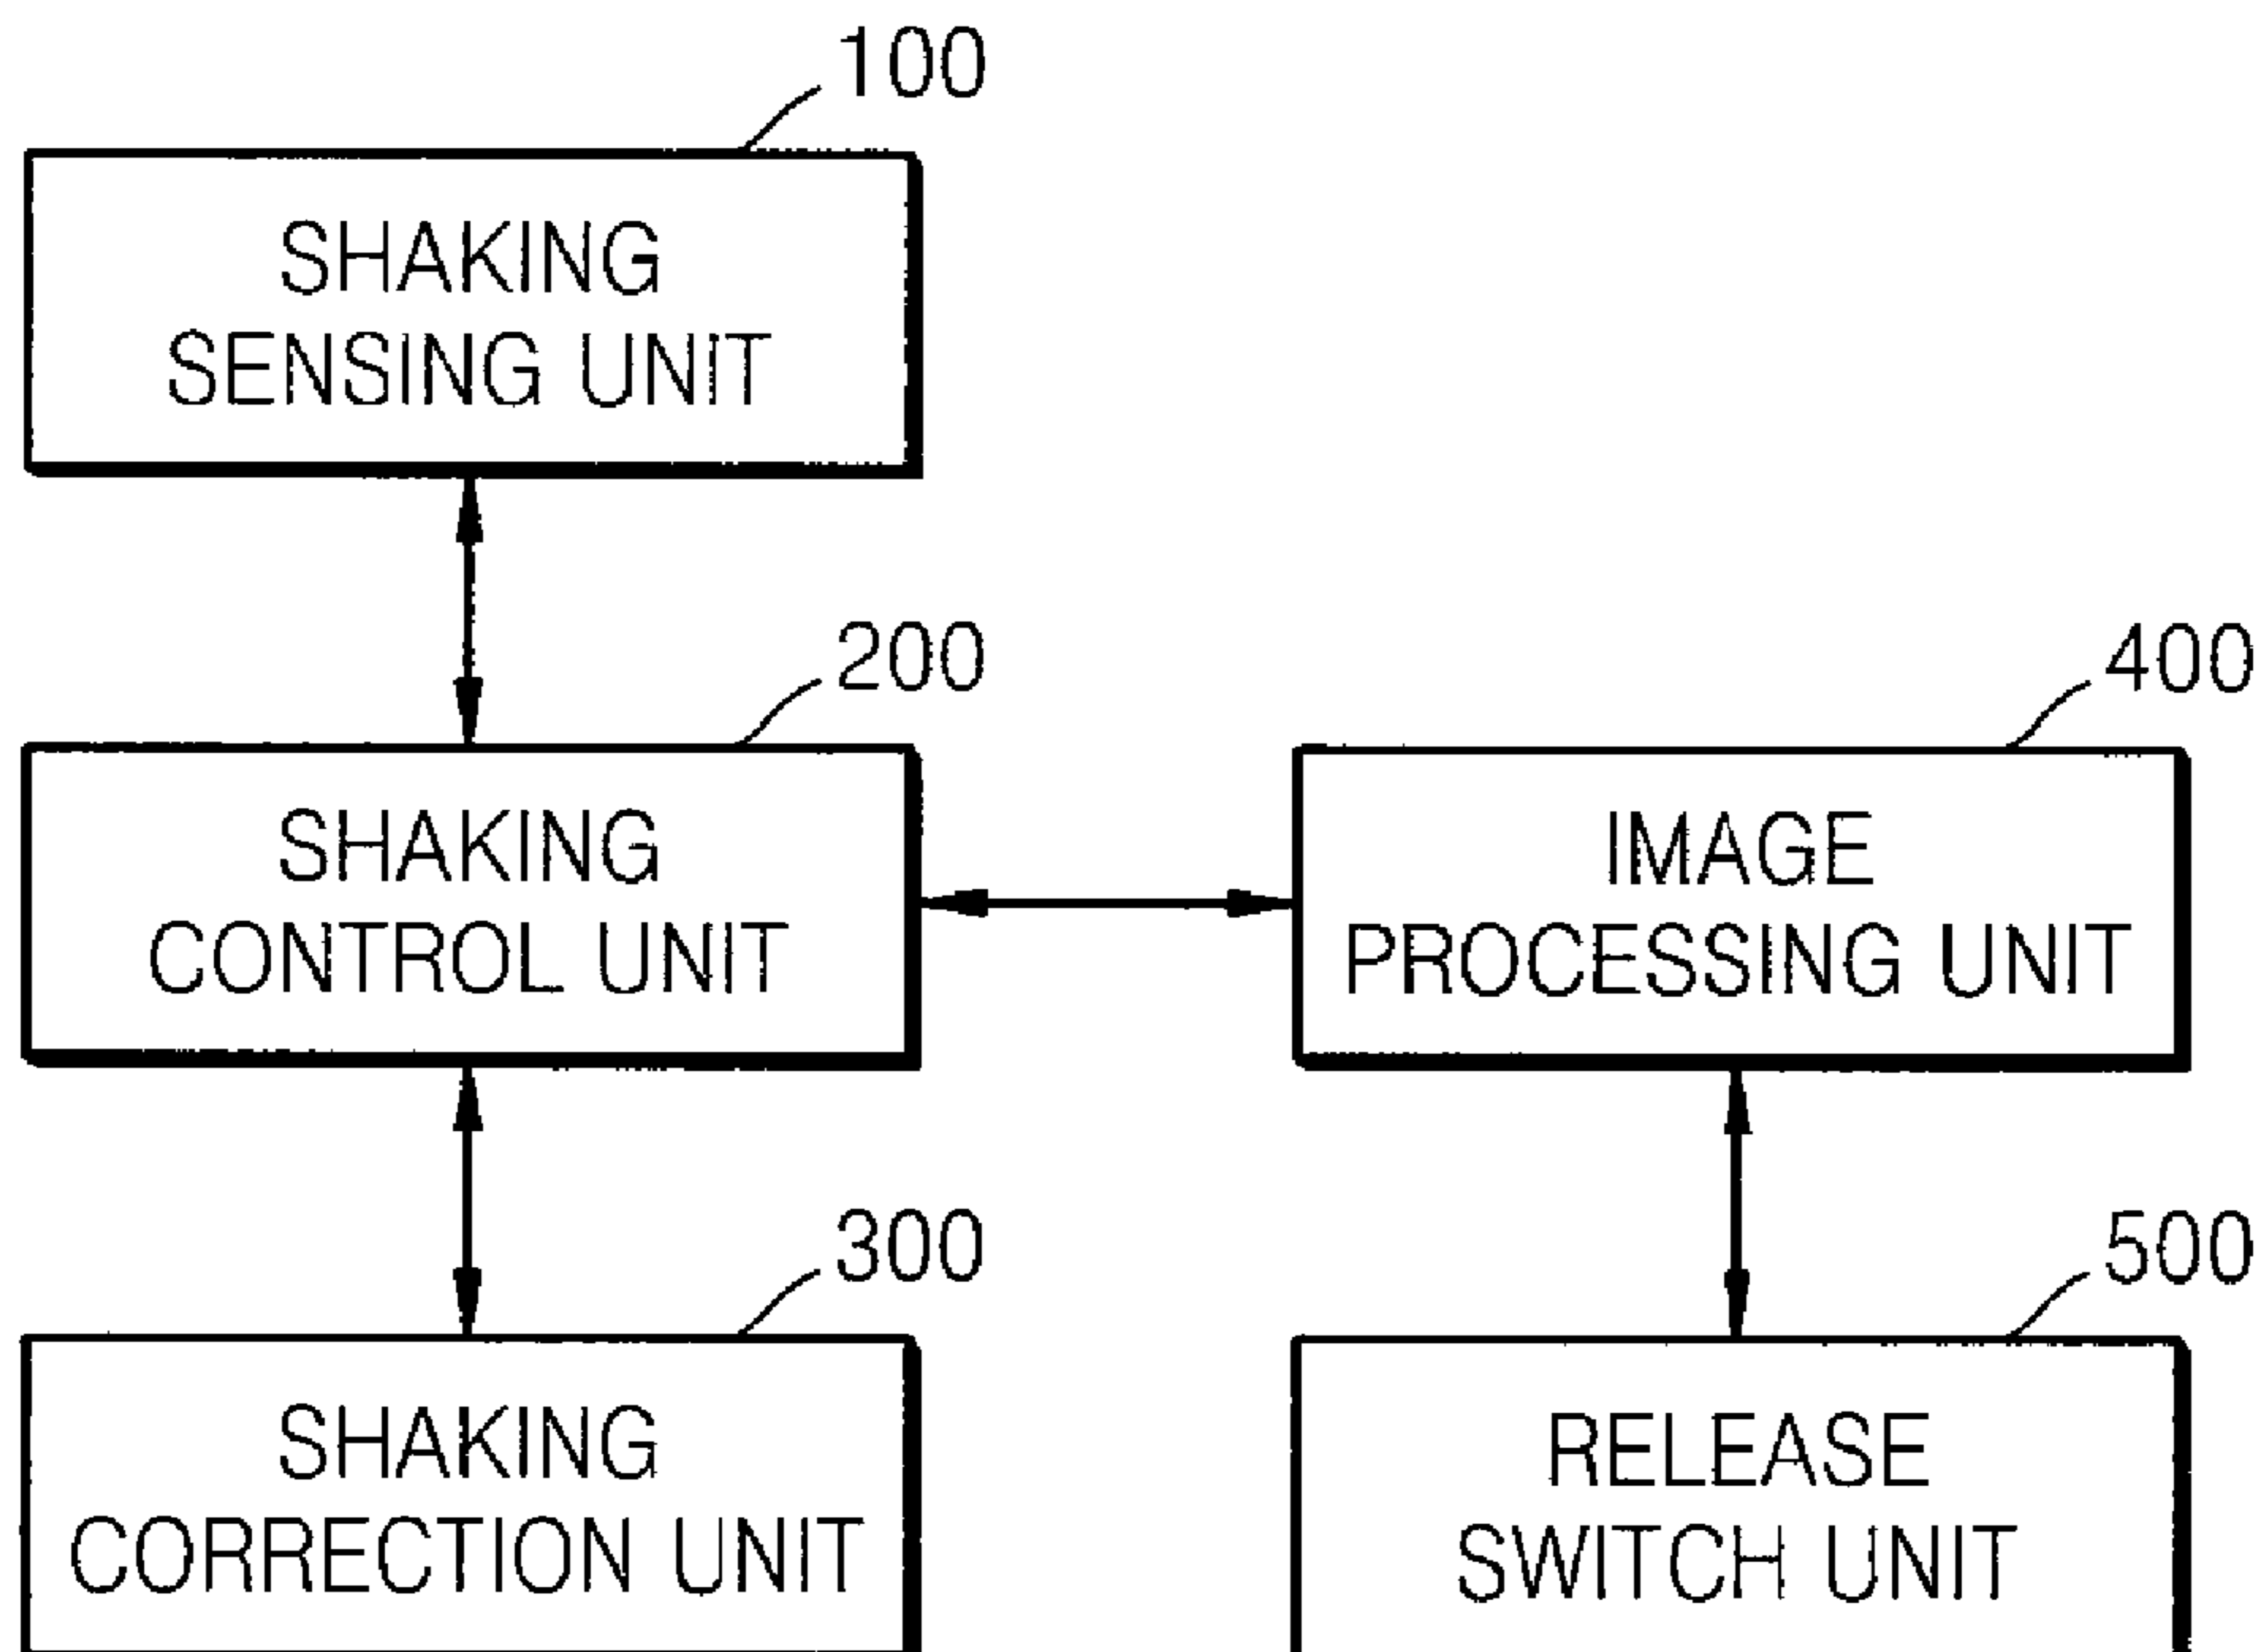 100
SHAKING
SENSING UNIT
200
SHAKING
CONTROL UNIT
400
IMAGE
PROCESSING UNIT
300
SHAKING
CORRECTION UNIT
500
RELEASE
SWITCH UNIT